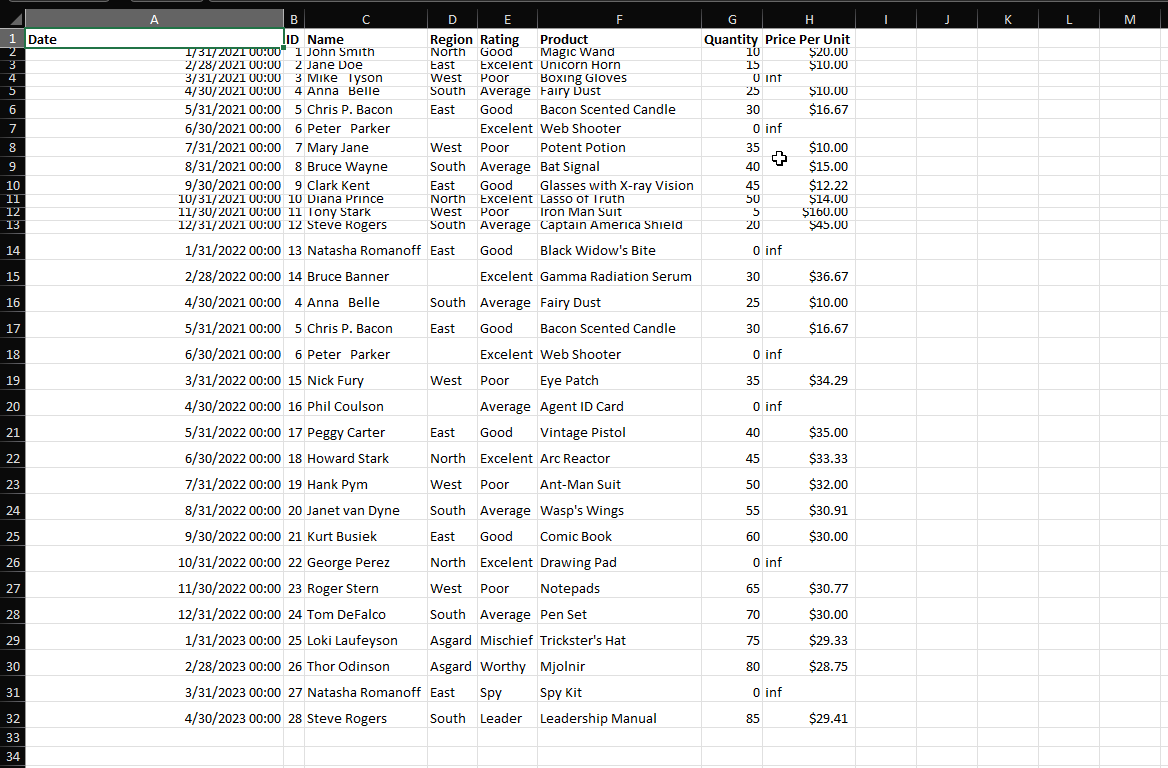 A B C D E F G H I J K L M
1 Date ID Name Region Rating Product Quantity Price Per Unit
2 1/31/2021 00:00 1 John Smith North Good Magic Wand 10 $20.00
3 2/28/2021 00:00 2 Jane Doe East Excelent Unicorn Horn 15 $10.00
4 3/31/2021 00:00 3 Mike   Tyson West Poor Boxing Gloves 0 inf
5 4/30/2021 00:00 4 Anna   Belle South Average Fairy Dust 25 $10.00
6 5/31/2021 00:00 5 Chris P. Bacon East Good Bacon Scented Candle 30 $16.67
7 6/30/2021 00:00 6 Peter   Parker Excelent Web Shooter 0 inf
8 7/31/2021 00:00 7 Mary Jane West Poor Potent Potion 35 $10.00
9 8/31/2021 00:00 8 Bruce Wayne South Average Bat Signal 40 $15.00
10 9/30/2021 00:00 9 Clark Kent East Good Glasses with X-ray Vision 45 $12.22
11 10/31/2021 00:00 10 Diana Prince North Excelent Lasso of Truth 50 $14.00
12 11/30/2021 00:00 11 Tony Stark West Poor Iron Man Suit 5 $160.00
13 12/31/2021 00:00 12 Steve Rogers South Average Captain America Shield 20 $45.00
14 1/31/2022 00:00 13 Natasha Romanoff East Good Black Widow's Bite 0 inf
15 2/28/2022 00:00 14 Bruce Banner Excelent Gamma Radiation Serum 30 $36.67
16 4/30/2021 00:00 4 Anna   Belle South Average Fairy Dust 25 $10.00
17 5/31/2021 00:00 5 Chris P. Bacon East Good Bacon Scented Candle 30 $16.67
18 6/30/2021 00:00 6 Peter   Parker Excelent Web Shooter 0 inf
19 3/31/2022 00:00 15 Nick Fury West Poor Eye Patch 35 $34.29
20 4/30/2022 00:00 16 Phil Coulson Average Agent ID Card 0 inf
21 5/31/2022 00:00 17 Peggy Carter East Good Vintage Pistol 40 $35.00
22 6/30/2022 00:00 18 Howard Stark North Excelent Arc Reactor 45 $33.33
23 7/31/2022 00:00 19 Hank Pym West Poor Ant-Man Suit 50 $32.00
24 8/31/2022 00:00 20 Janet van Dyne South Average Wasp's Wings 55 $30.91
25 9/30/2022 00:00 21 Kurt Busiek East Good Comic Book 60 $30.00
26 10/31/2022 00:00 22 George Perez North Excelent Drawing Pad 0 inf
27 11/30/2022 00:00 23 Roger Stern West Poor Notepads 65 $30.77
28 12/31/2022 00:00 24 Tom DeFalco South Average Pen Set 70 $30.00
29 1/31/2023 00:00 25 Loki Laufeyson Asgard Mischief Trickster's Hat 75 $29.33
30 2/28/2023 00:00 26 Thor Odinson Asgard Worthy Mjolnir 80 $28.75
31 3/31/2023 00:00 27 Natasha Romanoff East Spy Spy Kit 0 inf
32 4/30/2023 00:00 28 Steve Rogers South Leader Leadership Manual 85 $29.41
33
34